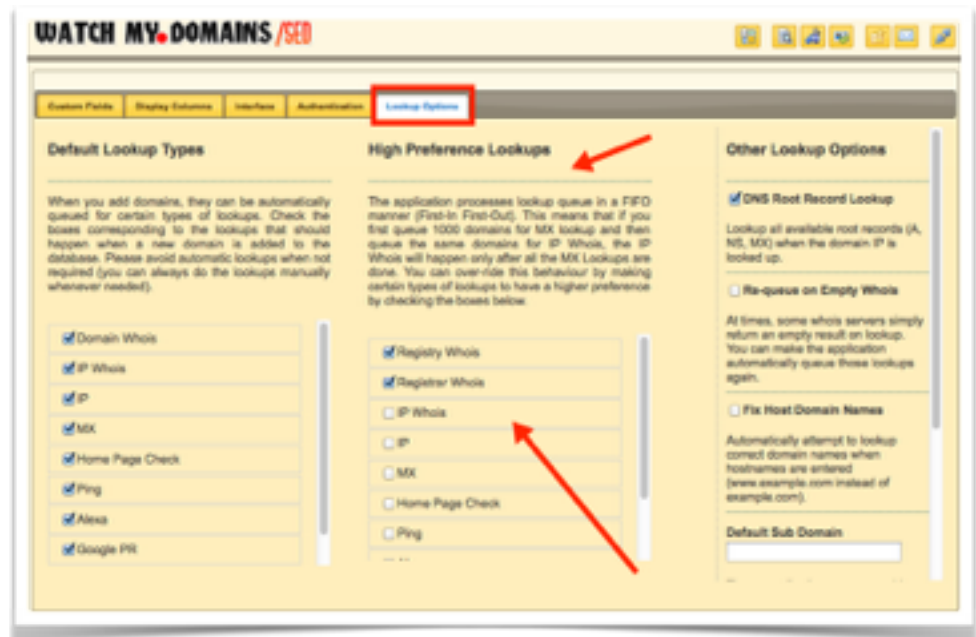 WATCH MY.DOMAINS /SED
Custom Fields
Display Columns
Interface
Authentication
Lookup Options
Default Lookup Types
When you add domains, they can be automatically
queued for certain types of lookups. Check the
boxes corresponding to the lookups that should
happen when a new domain is added to the
database. Please avoid automatic lookups when not
required (you can always do the lookups manually
whenever needed).
Domain Whois
IP Whois
IP
MX
Home Page Check
Ping
Alexa
Google PR
High Preference Lookups
The application processes lookup queue in a FIFO
manner (First-In First-Out). This means that if you
first queue 1000 domains for MX lookup and then
queue the same domains for IP Whois, the IP
Whois will happen only after all the MX Lookups are
done. You can over-ride this behaviour by making
certain types of lookups to have a higher preference
by checking the boxes below.
Registry Whois
Registrar Whois
IP Whois
IP
MX
Home Page Check
Ping
Other Lookup Options
DNS Root Record Lookup
Lookup all available root records (A,
NS, MX) when the domain IP is
looked up.
Re-queue on Empty Whois
At times, some whois servers simply
return an empty result on lookup.
You can make the application
automatically queue those lookups
again.
Fix Host Domain Names
Automatically attempt to lookup
correct domain names when
hostnames are entered
(www.example.com instead of
example.com).
Default Sub Domain